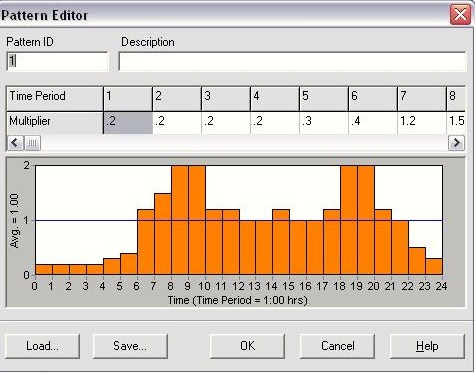 Pattern Editor
Pattern ID Description
1
Time Period 1 2 3 4 5 6 7 8
Multiplier .2 .2 .2 .2 .3 .4 1.2 1.5
2
1
0
Avg. = 1.00
0 1 2 3 4 5 6 7 8 9 10 11 12 13 14 15 16 17 18 19 20 21 22 23 24
Time (Time Period = 1:00 hrs)
Load... Save... OK Cancel Help